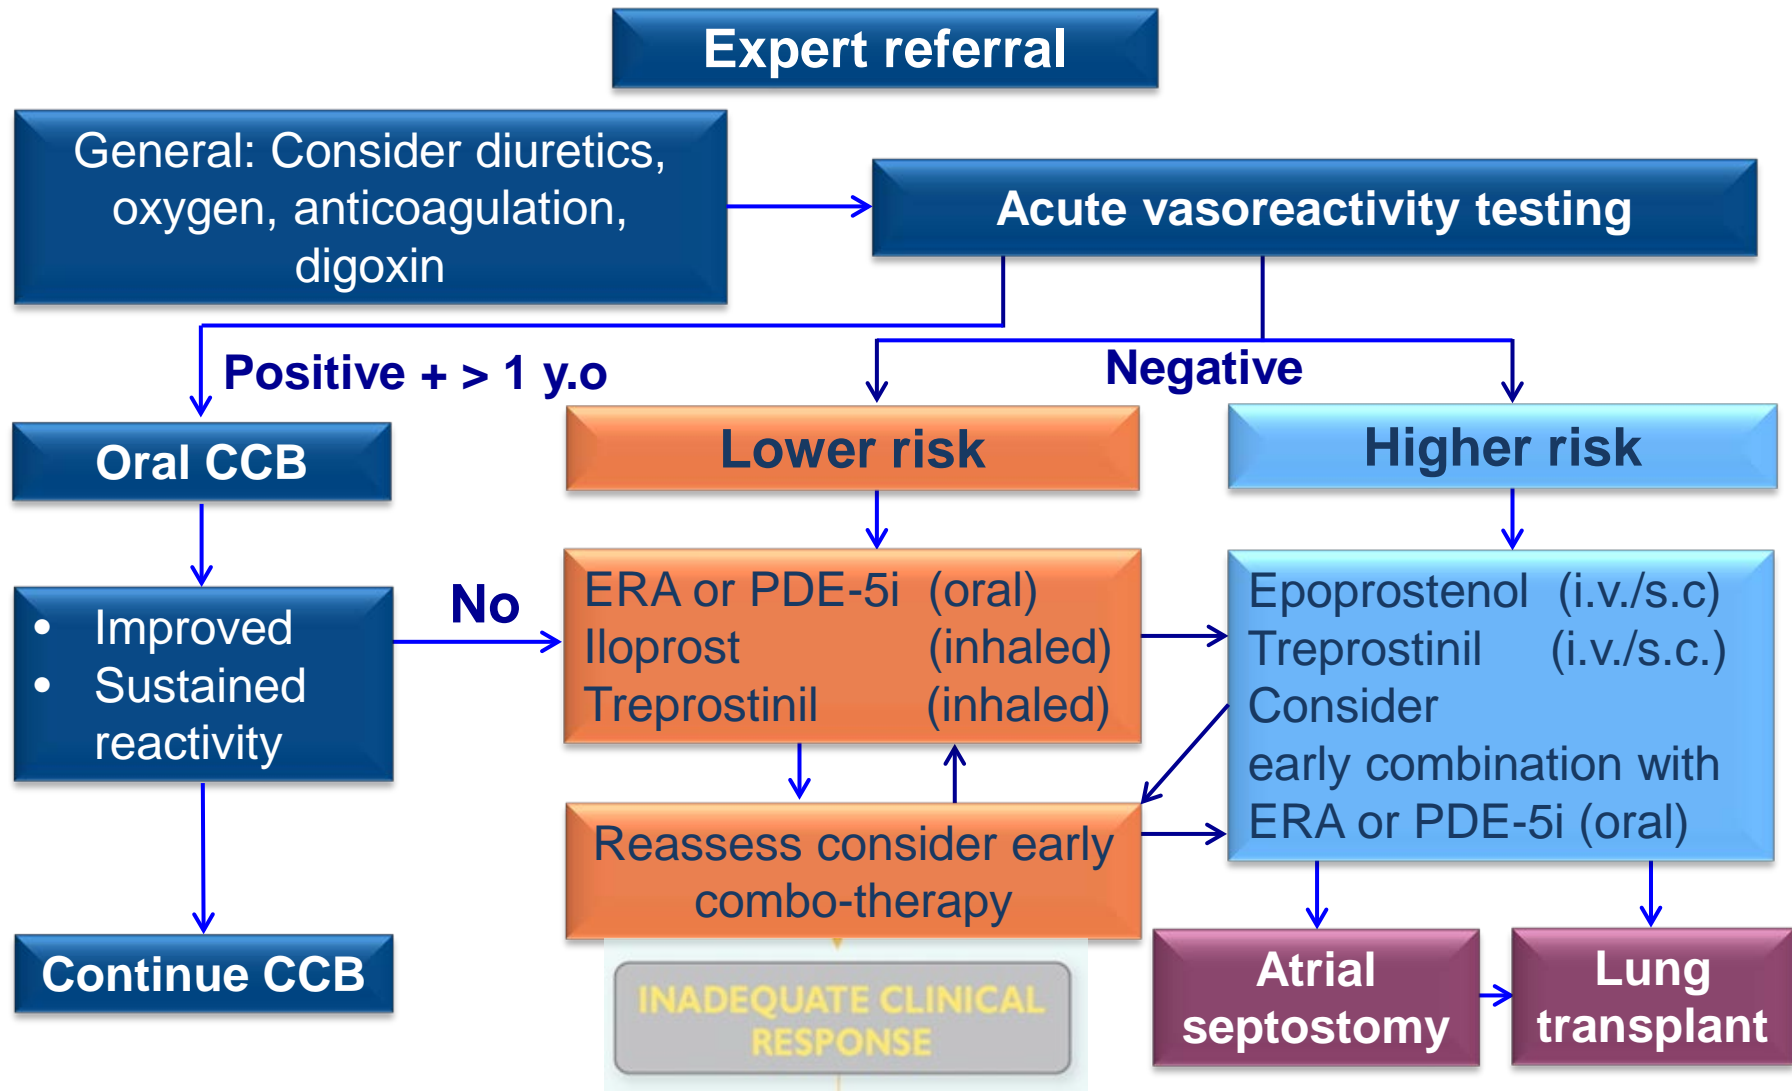 Expert referral
General: Consider diuretics,
oxygen, anticoagulation,
digoxin
Acute vasoreactivity testing
Positive + > 1 y.o
Negative
Oral CCB
Lower risk
Higher risk
• Improved
• Sustained
reactivity
No
ERA or PDE-5i (oral)
Iloprost (inhaled)
Treprostinil (inhaled)
Epoprostenol (i.v./s.c)
Treprostinil (i.v./s.c.)
Consider
early combination with
ERA or PDE-5i (oral)
Reassess consider early
combo-therapy
Continue CCB
INADEQUATE CLINICAL
RESPONSE
Atrial
septostomy
Lung
transplant